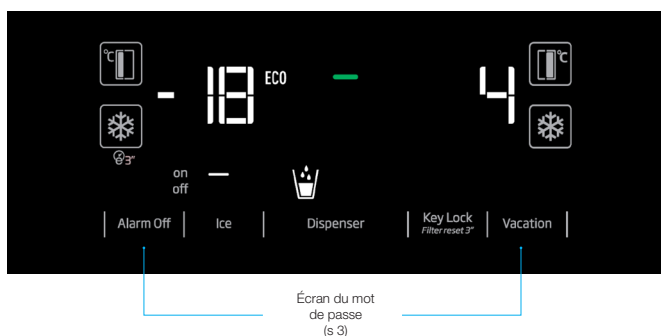 °C
°C
- 18 ECO
4
3"
on
off
Alarm Off
Ice
Dispenser
Key Lock
Filter reset 3"
Vacation
Écran du mot
de passe
(s 3)